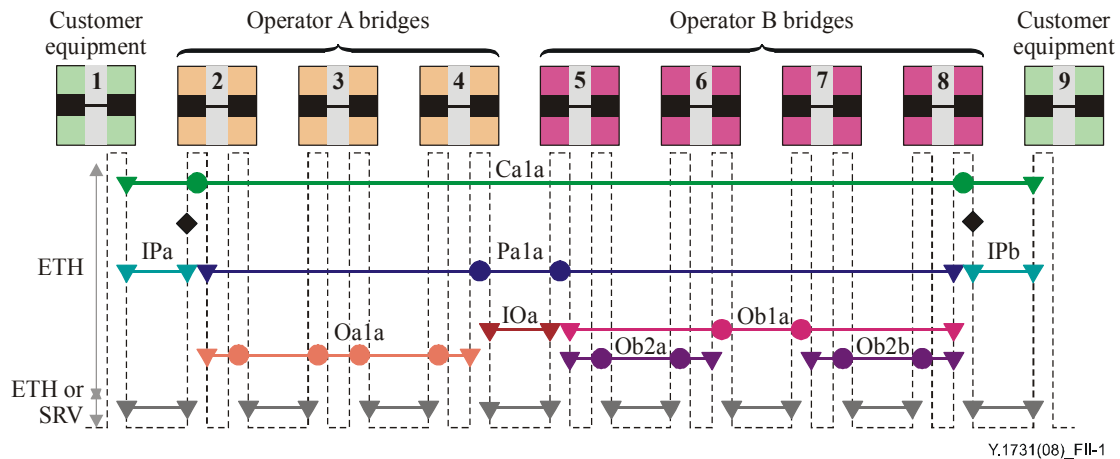 Customer
equipment
Operator A bridges
Operator B bridges
Customer
equipment
1
2
3
4
5
6
7
8
9
Ca1a
IPa
Pa1a
IPb
ETH
IOa
Ob1a
Oa1a
Ob2a
Ob2b
ETH or
SRV
Y.1731(08)_FII-1